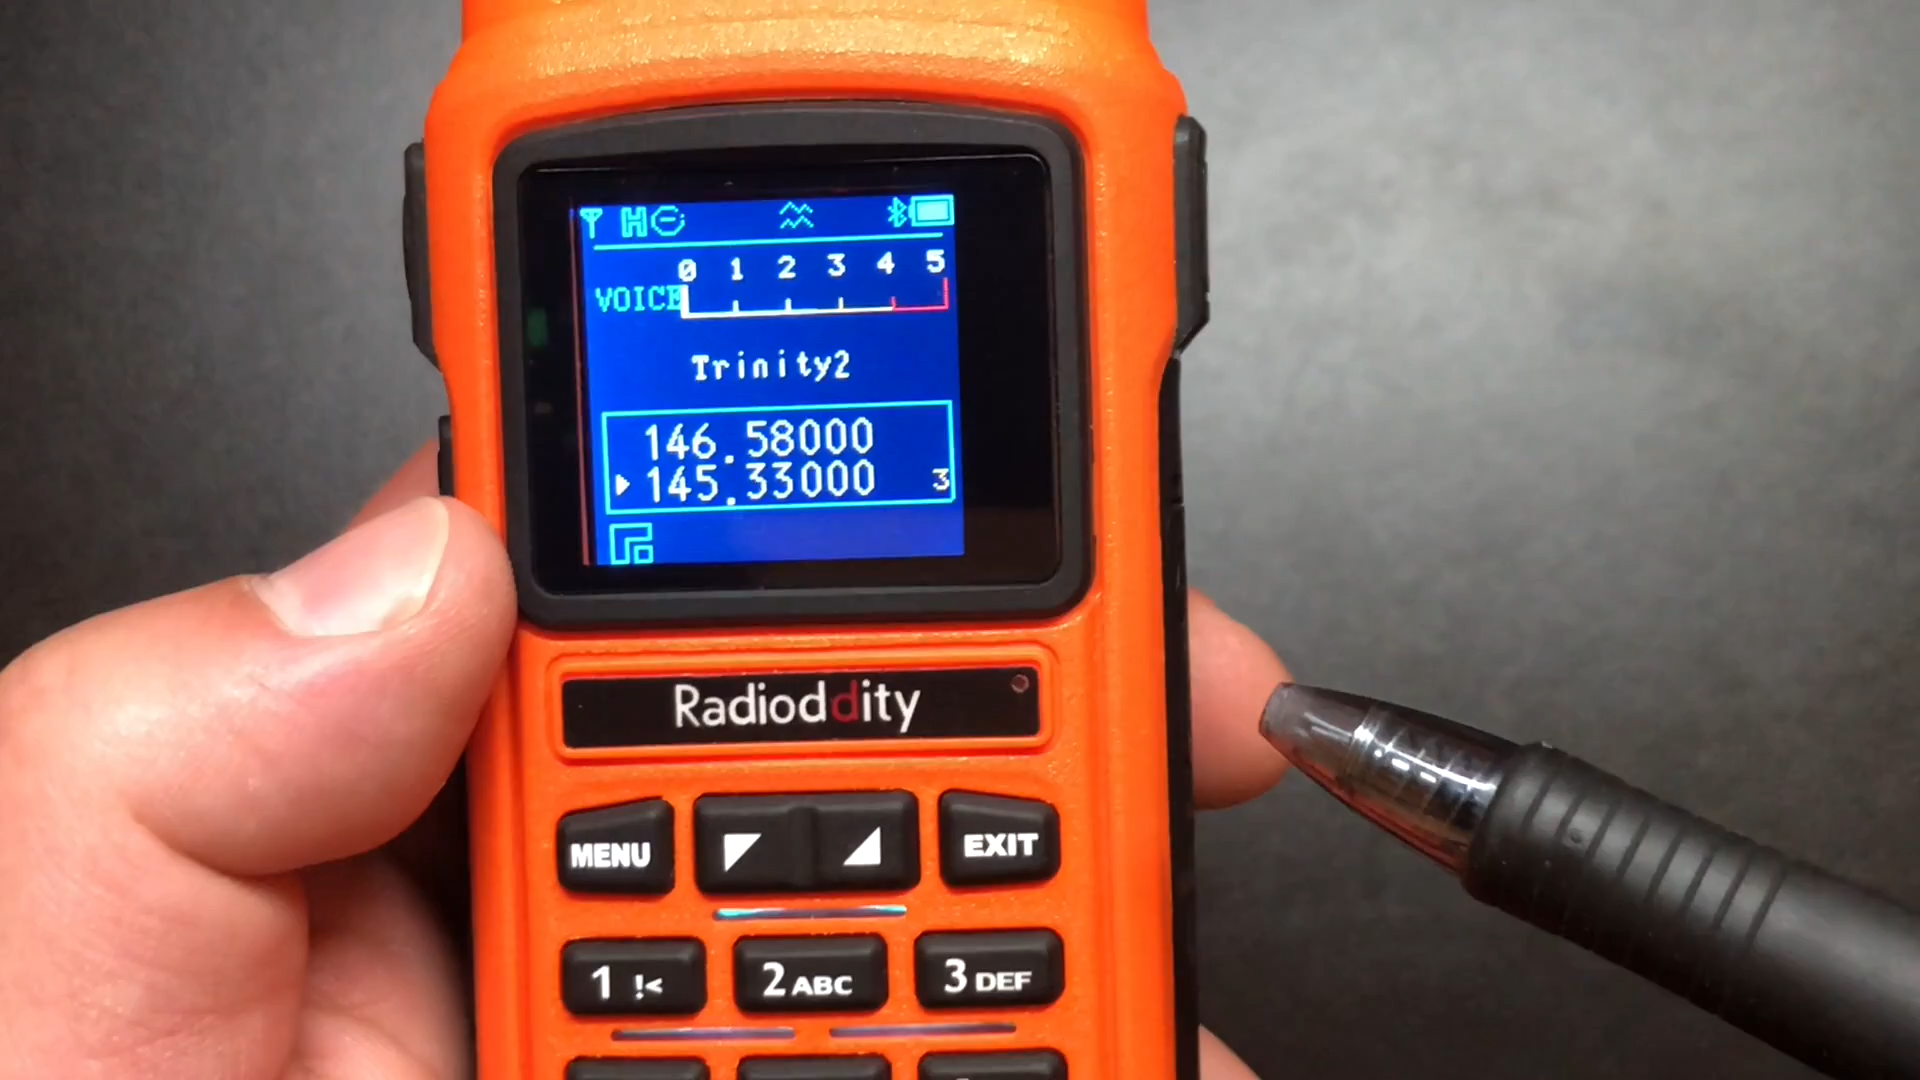 H
0 1 2 3 4 5
VOICE
Trinity2
146.58000
145.33000 3
Radioddity
MENU EXIT
1 !< 2 ABC 3 DEF